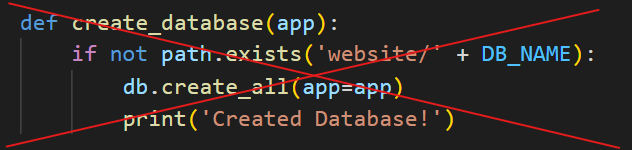 def create_database(app):
    if not path.exists('website/' + DB_NAME):
        db.create_all(app=app)
        print('Created Database!')